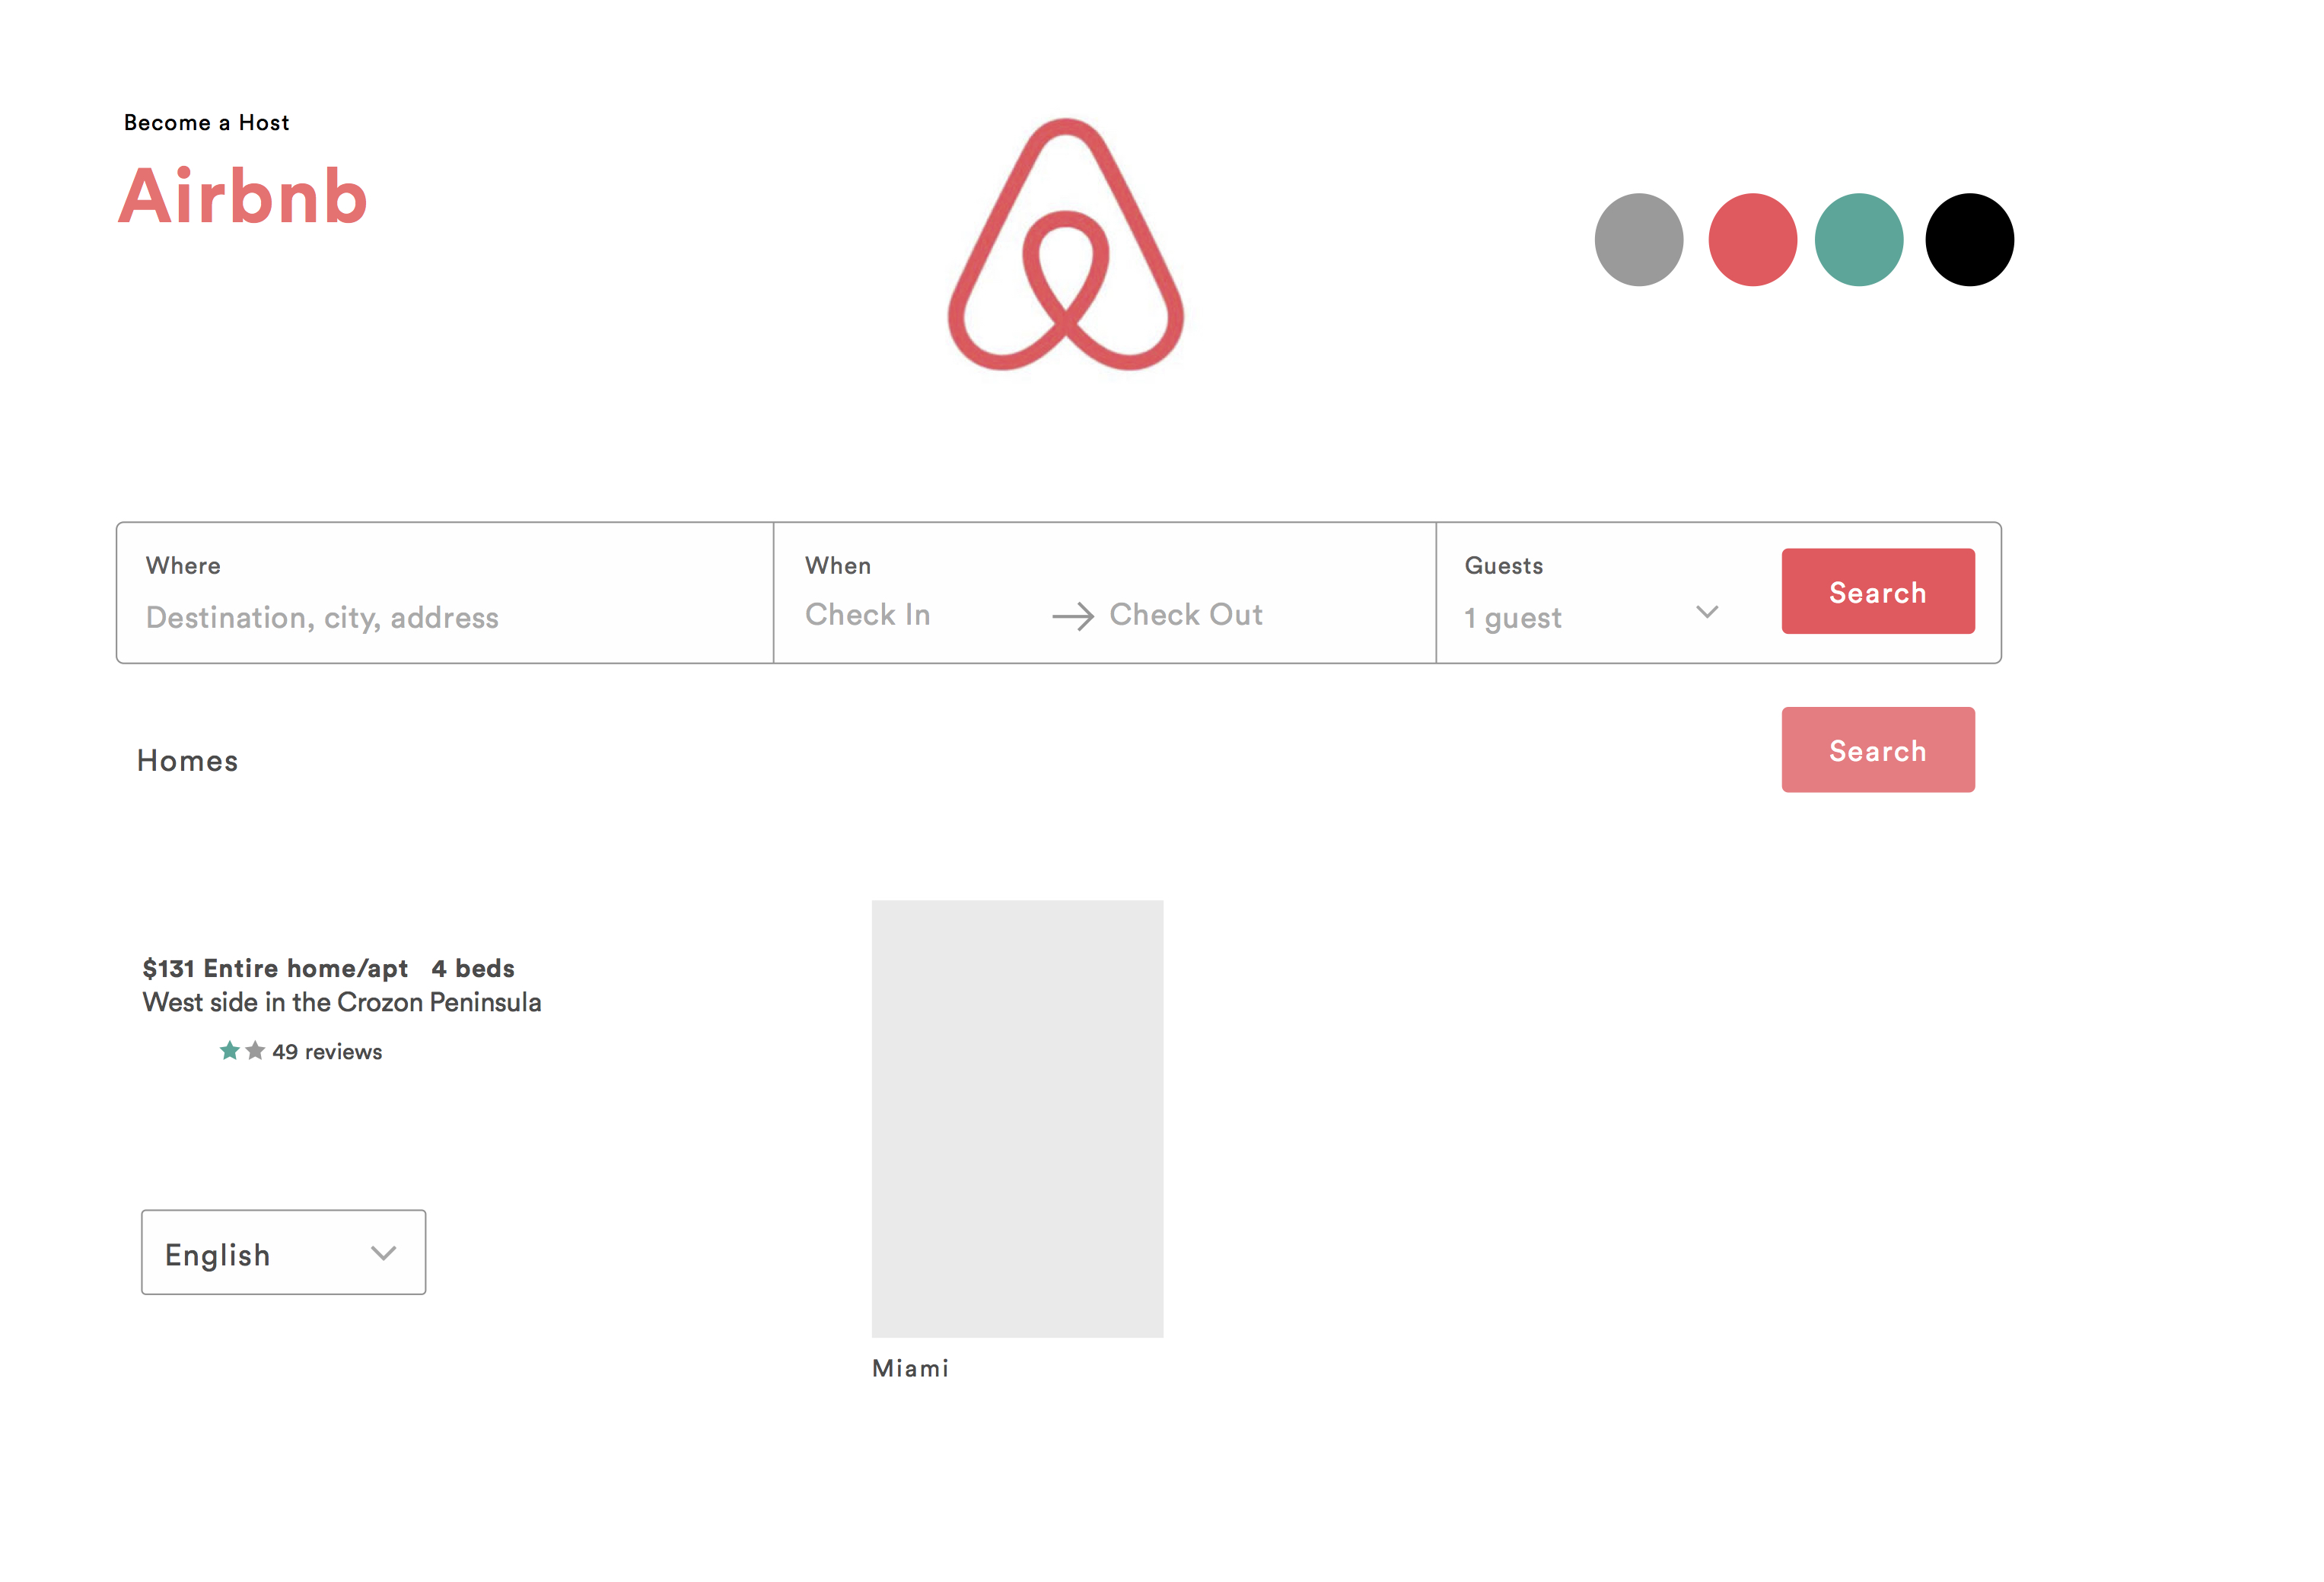 Become a Host
Airbnb
Where
Destination, city, address
When
Check In
Check Out
Guests
1 guest
Search
Search
Homes
$131 Entire home/apt 4 beds
West side in the Crozon Peninsula
49 reviews
English
Miami